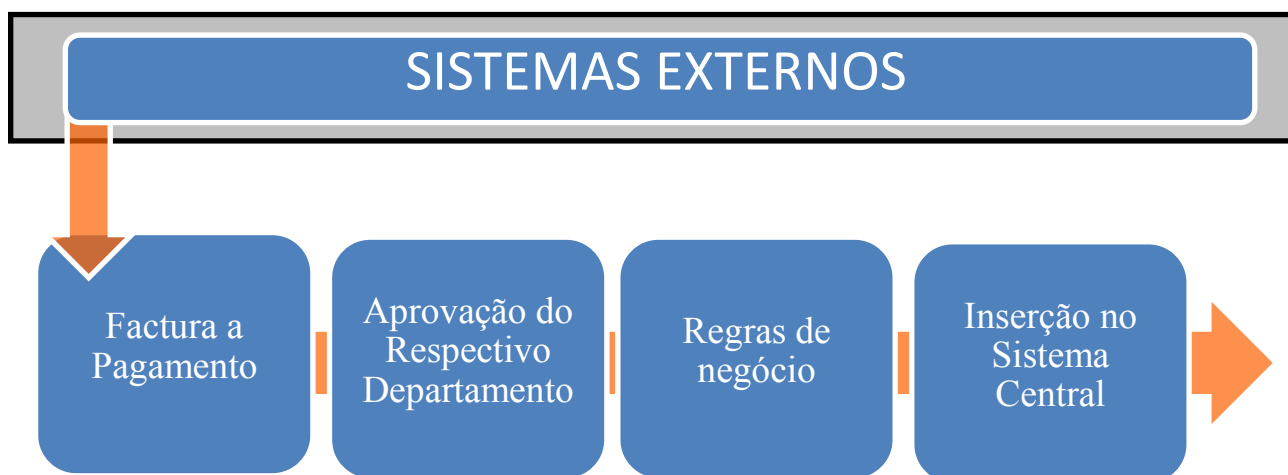 SISTEMAS EXTERNOS
Factura a
Pagamento
Aprovação do
Respectivo
Departamento
Regras de
negócio
Inserção no
Sistema
Central